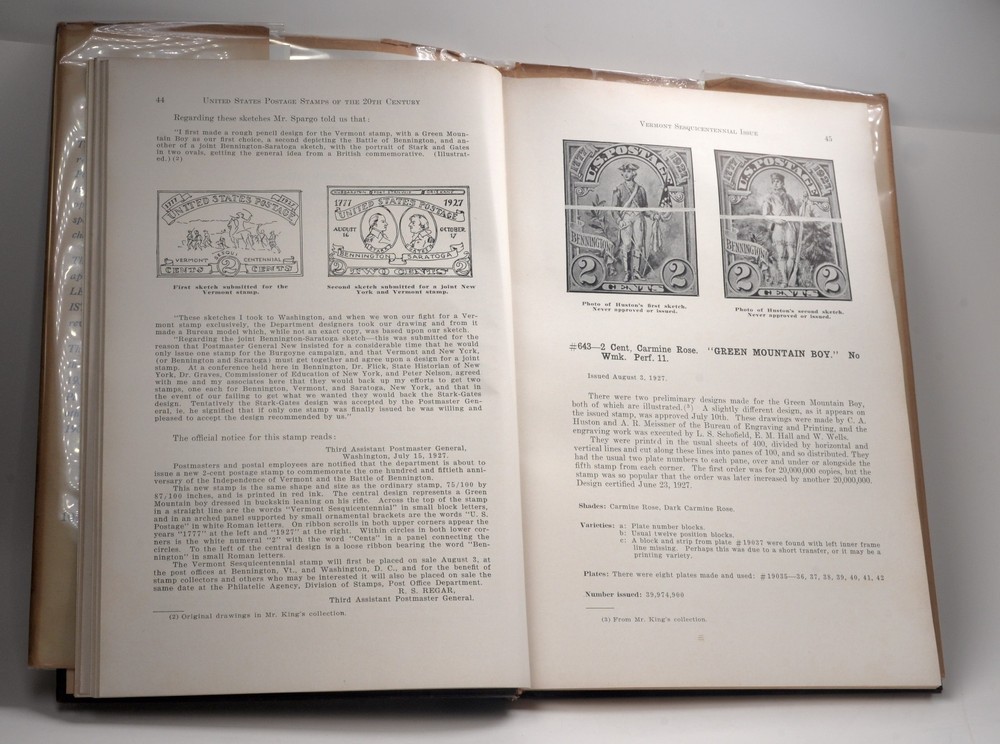 44 UNITED STATES POSTAGE STAMPS OF THE 20TH CENTURY
Regarding these sketches Mr. Spargo told us that:
"I first made a rough pencil design for the Vermont stamp, with a Green Moun-
tain Boy as our first choice, a second depicting the Battle of Bennington, and an-
other of a joint Bennington-Saratoga sketch, with the portrait of Stark and Gates
in two ovals, getting the general idea from a British commemorative. (Illustrat-
ed.) (2)
1777 1927
UNITED STATES POSTAGE
VERMONT SESQUI CENTENNIAL
CENTS 2 CENTS
First sketch submitted for the
Vermont stamp.
1777 1927
UNITED STATES POSTAGE
AUGUST 16 OCTOBER 17
STARK GATES
BENNINGTON SARATOGA
2 TWO CENTS 2
Second sketch submitted for a joint New
York and Vermont stamp.
"These sketches I took to Washington, and when we won our fight for a Ver-
mont stamp exclusively, the Department designers took our drawing and from it
made a Bureau model which, while not an exact copy, was based upon our sketch.
"Regarding the joint Bennington-Saratoga sketch—this was submitted for the
reason that Postmaster General New insisted for a considerable time that he would
only issue one stamp for the Burgoyne campaign, and that Vermont and New York,
(or Bennington and Saratoga) must get together and agree upon a design for a joint
stamp. At a conference held here in Bennington, Dr. Flick, State Historian of New
York, Dr. Graves, Commissioner of Education of New York, and Peter Nelson, agreed
with me and my associates here that they would back up my efforts to get two
stamps, one each for Bennington, Vermont, and Saratoga, New York, and that in
the event of our failing to get what we wanted they would back the Stark-Gates
design. Tentatively the Stark-Gates design was accepted by the Postmaster Gen-
eral, ie, he signified that if only one stamp was finally issued he was willing and
pleased to accept the design recommended by us."
The official notice for this stamp reads:
Third Assistant Postmaster General,
Washington, July 15, 1927.
Postmasters and postal employees are notified that the department is about to
issue a new 2-cent postage stamp to commemorate the one hundred and fiftieth anni-
versary of the Independence of Vermont and the Battle of Bennington.
This new stamp is the same shape and size as the ordinary stamp, 75/100 by
87/100 inches, and is printed in red ink. The central design represents a Green
Mountain boy dressed in buckskin leaning on his rifle. Across the top of the stamp
in a straight line are the words "Vermont Sesquicentennial" in small block letters,
and in an arched panel supported by small ornamental brackets are the words "U. S.
Postage" in white Roman letters. On ribbon scrolls in both upper corners appear the
years "1777" at the left and "1927" at the right. Within circles in both lower cor-
ners is the white numeral "2" with the word "Cents" in a panel connecting the
circles. To the left of the central design is a loose ribbon bearing the word "Ben-
nington" in small Roman letters.
The Vermont Sesquicentennial stamp will first be placed on sale August 3, at
the post offices at Bennington, Vt., and Washington, D. C., and for the benefit of
stamp collectors and others who may be interested it will also be placed on sale the
same date at the Philatelic Agency, Division of Stamps, Post Office Department.
R. S. REGAR,
Third Assistant Postmaster General.
(2) Original drawings in Mr. King's collection.
VERMONT SESQUICENTENNIAL ISSUE 45
U.S. POSTAGE
BENNINGTON
2 CENTS 2
Photo of Huston's first sketch.
Never approved or issued.
U.S. POSTAGE
BENNINGTON
2 CENTS 2
Photo of Huston's second sketch.
Never approved or issued.
#643—2 Cent, Carmine Rose. "GREEN MOUNTAIN BOY." No
Wmk. Perf. 11.
Issued August 3, 1927.
There were two preliminary designs made for the Green Mountain Boy,
both of which are illustrated.(3) A slightly different design, as it appears on
the issued stamp, was approved July 10th. These drawings were made by C. A.
Huston and A. R. Meissner of the Bureau of Engraving and Printing, and the
engraving work was executed by L. S. Schofield, E. M. Hall and W. Wells.
They were printed in the usual sheets of 400, divided by horizontal and
vertical lines and cut along these lines into panes of 100, and so distributed. They
had the usual two plate numbers to each pane, over and under or alongside the
fifth stamp from each corner. The first order was for 20,000,000 copies, but the
stamp was so popular that the order was later increased by another 20,000,000.
Design certified June 23, 1927.
Shades: Carmine Rose, Dark Carmine Rose.
Varieties: a: Plate number blocks.
b: Usual twelve position blocks.
c: A block and strip from plate #19037 were found with left inner frame
line missing. Perhaps this was due to a short transfer, or it may be a
printing variety.
Plates: There were eight plates made and used: #19035—36, 37, 38, 39, 40, 41, 42
Number issued: 39,974,900
(3) From Mr. King's collection.